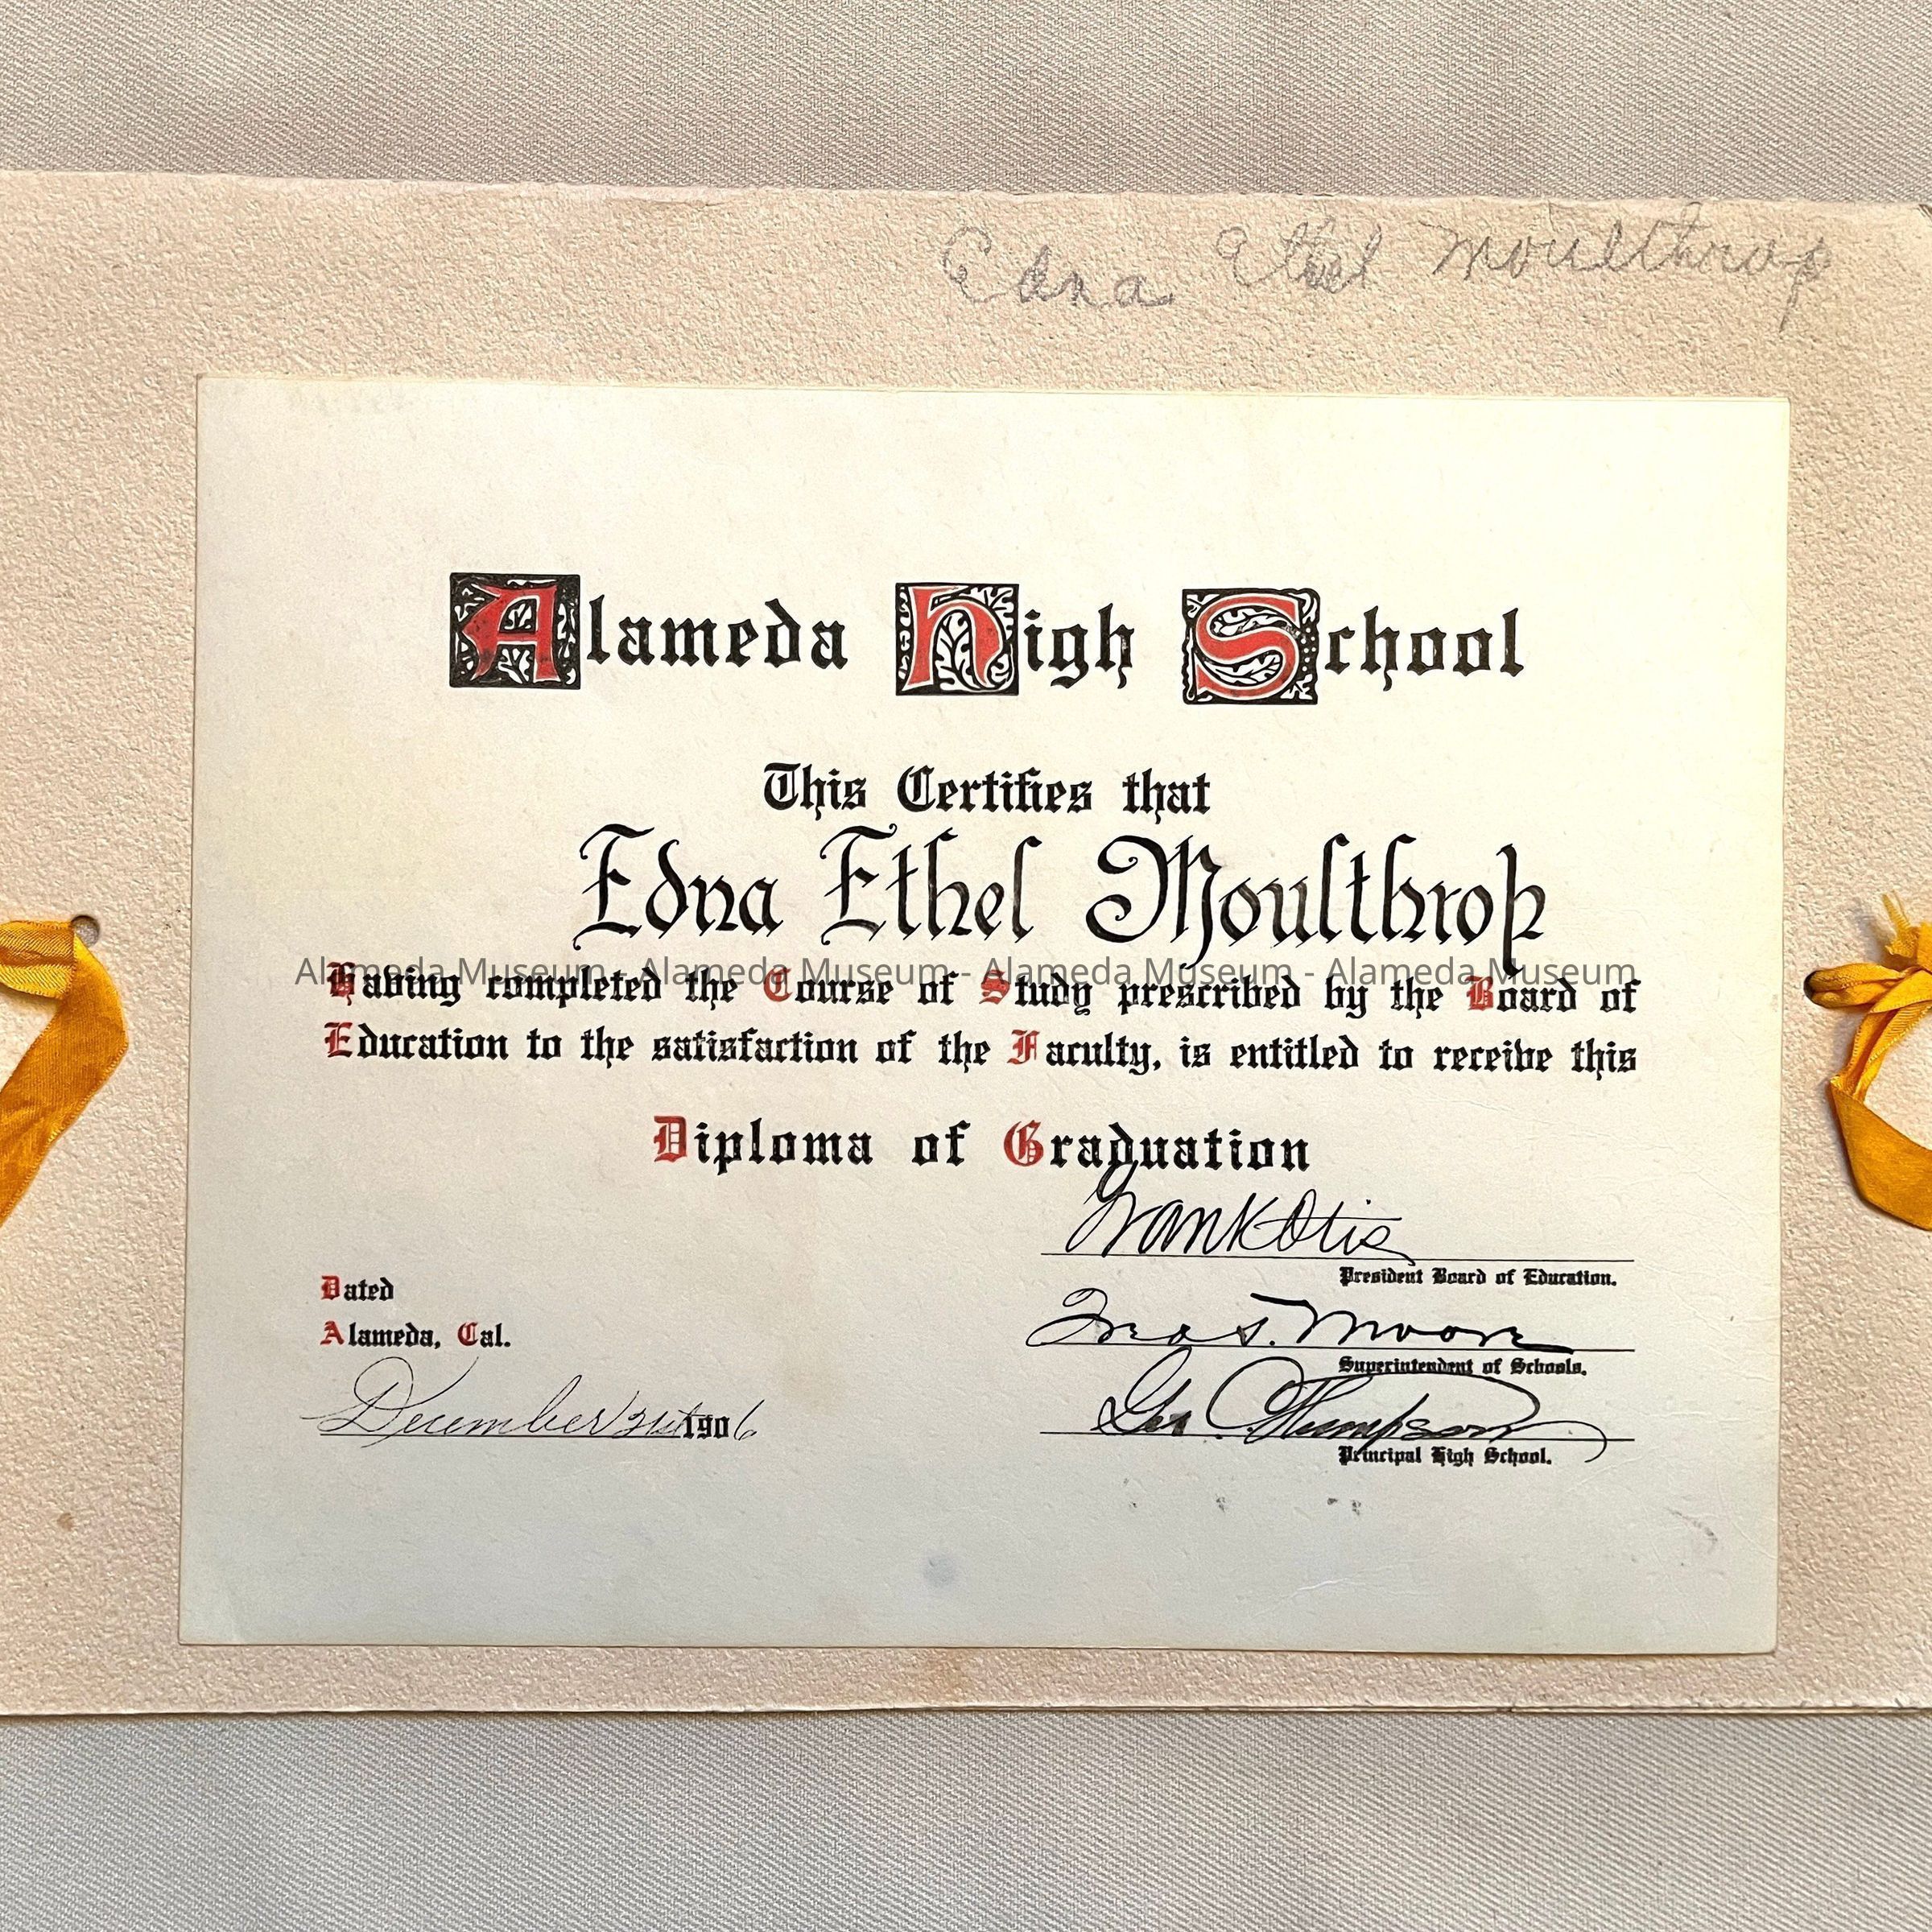 Edna Ethel Moulthrop
Alameda High School
This Certifies that
Edna Ethel Moulthrop
Alameda Museum - Alameda Museum - Alameda Museum - Alameda Museum
Having completed the Course of Study prescribed by the Board of
Education to the satisfaction of the Faculty, is entitled to receive this
Diploma of Graduation
Frank Otis
President Board of Education.
Dated
Moore
Alameda, Cal.
Superintendent of Schools.
December 21st 1906
Geo C Thompson
Principal High School.